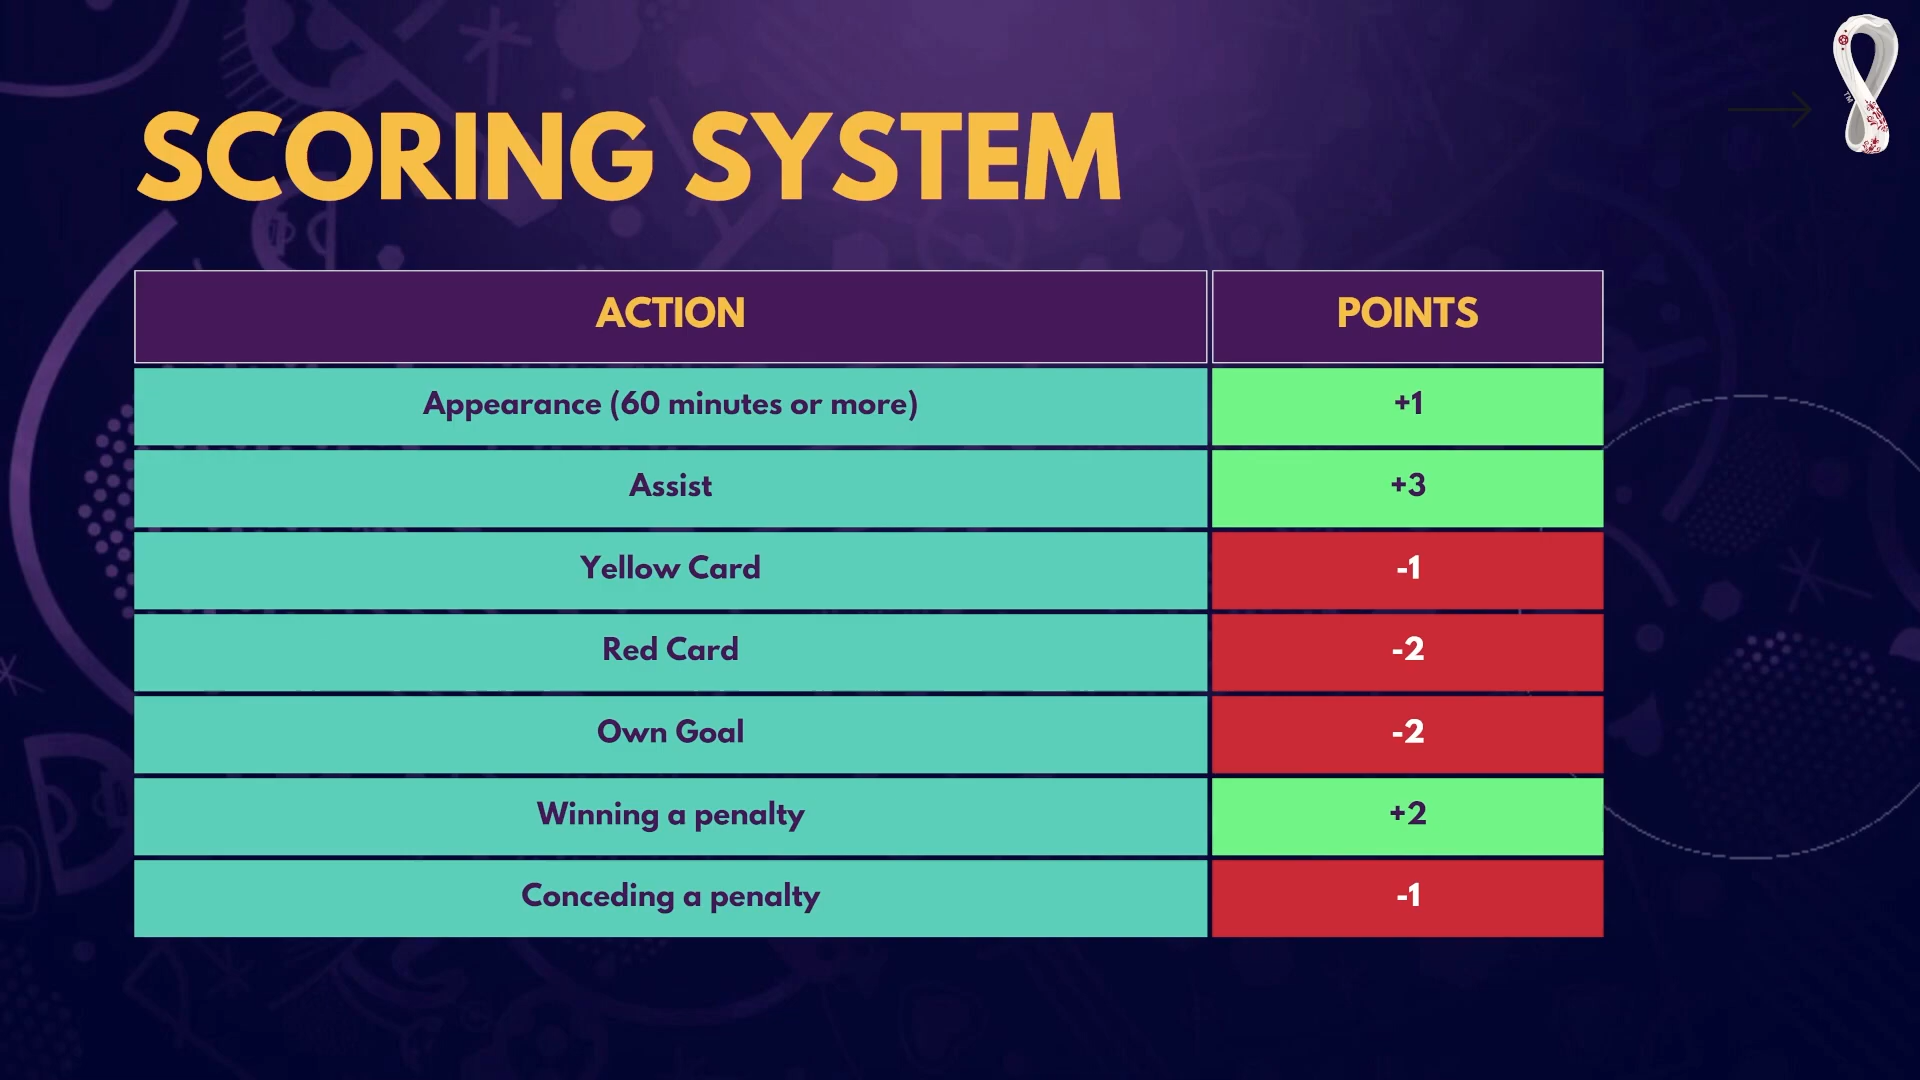 SCORING SYSTEM
ACTION POINTS
Appearance (60 minutes or more) +1
Assist +3
Yellow Card -1
Red Card -2
Own Goal -2
Winning a penalty +2
Conceding a penalty -1
TM